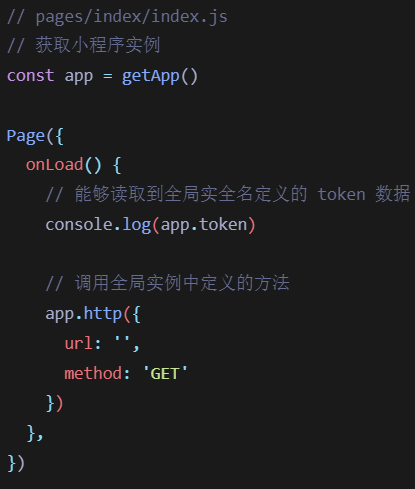 // pages/index/index.js
// 获取小程序实例
const app = getApp()
Page({
onLoad() {
// 能够读取到全局实全名定义的 token 数据
console.log(app.token)
// 调用全局实例中定义的方法
app.http({
url: '',
method: 'GET'
})
},
})